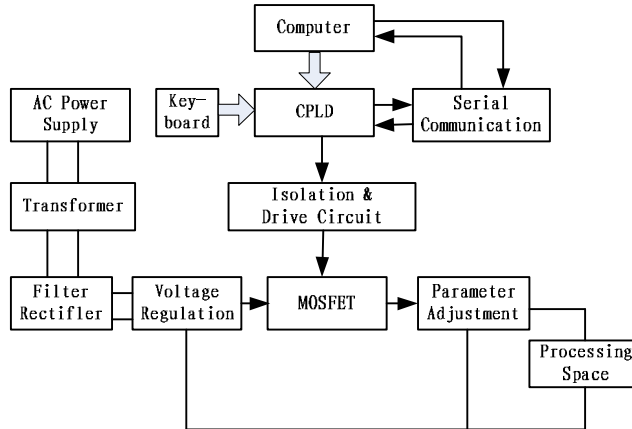 Computer
AC Power
Supply
Key-
board
CPLD
Serial
Communication
Transformer
Isolation &
Drive Circuit
Filter
Rectifler
Voltage
Regulation
MOSFET
Parameter
Adjustment
Processing
Space